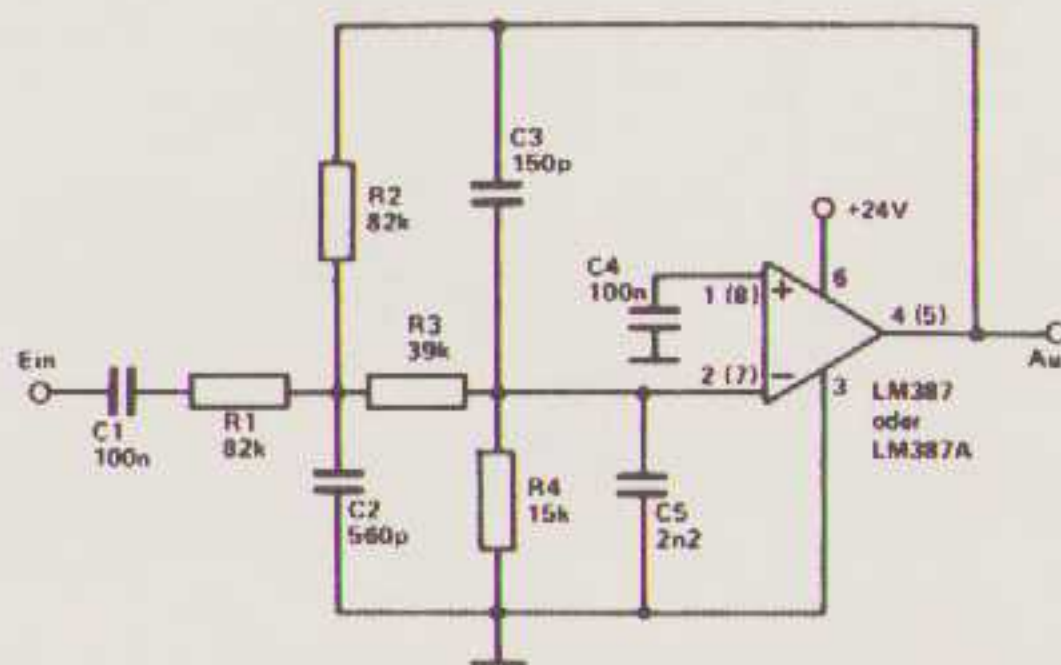 C3
150p
R2
82k
+24V
C4
100n
1 (8)
+
6
4 (5)
R3
39k
Ein
2 (7)
−
3
Au
LM387
oder
LM387A
C1
100n
R1
82k
C2
560p
R4
15k
C5
2n2